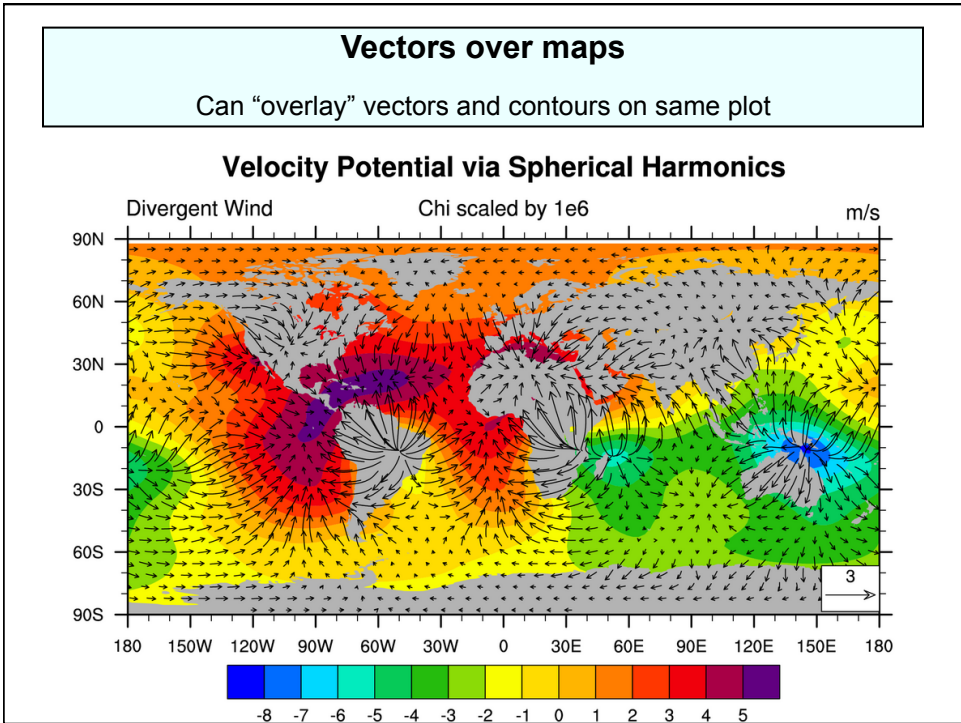 Vectors over maps
Can “overlay” vectors and contours on same plot
Velocity Potential via Spherical Harmonics
Divergent Wind Chi scaled by 1e6 m/s
90N
60N
30N
0
30S
60S
90S
3
180 150W 120W 90W 60W 30W 0 30E 60E 90E 120E 150E 180
-8 -7 -6 -5 -4 -3 -2 -1 0 1 2 3 4 5